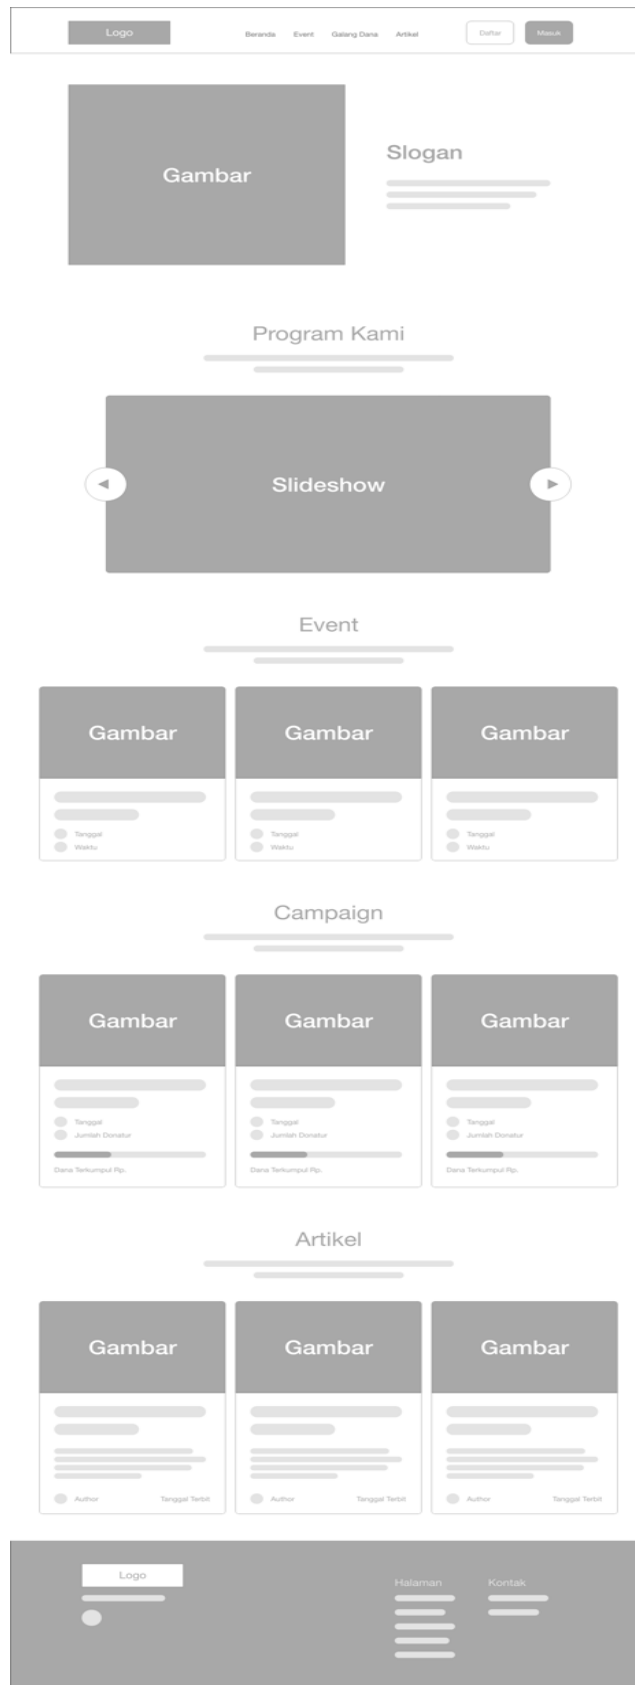 Logo
Beranda Event Galang Dana Artikel
Daftar
Masuk
Gambar
Slogan
Program Kami
Slideshow
Event
Gambar Gambar Gambar
Tanggal Tanggal Tanggal
Waktu Waktu Waktu
Campaign
Gambar Gambar Gambar
Tanggal Tanggal Tanggal
Jumlah Donatur Jumlah Donatur Jumlah Donatur
Dana Terkumpul Rp. Dana Terkumpul Rp. Dana Terkumpul Rp.
Artikel
Gambar Gambar Gambar
Author Tanggal Terbit Author Tanggal Terbit Author Tanggal Terbit
Logo
Halaman Kontak